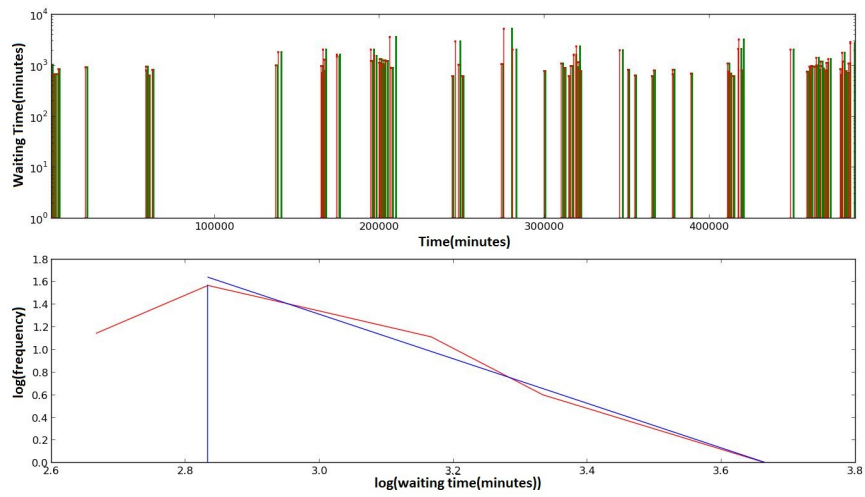 10^4
10^3
10^2
10^1
10^0
Waiting Time(minutes)
100000 200000 300000 400000
Time(minutes)
1.8
1.6
1.4
1.2
1.0
0.8
0.6
0.4
0.2
0.0
log(frequency)
2.6 2.8 3.0 3.2 3.4 3.6 3.8
log(waiting time(minutes))